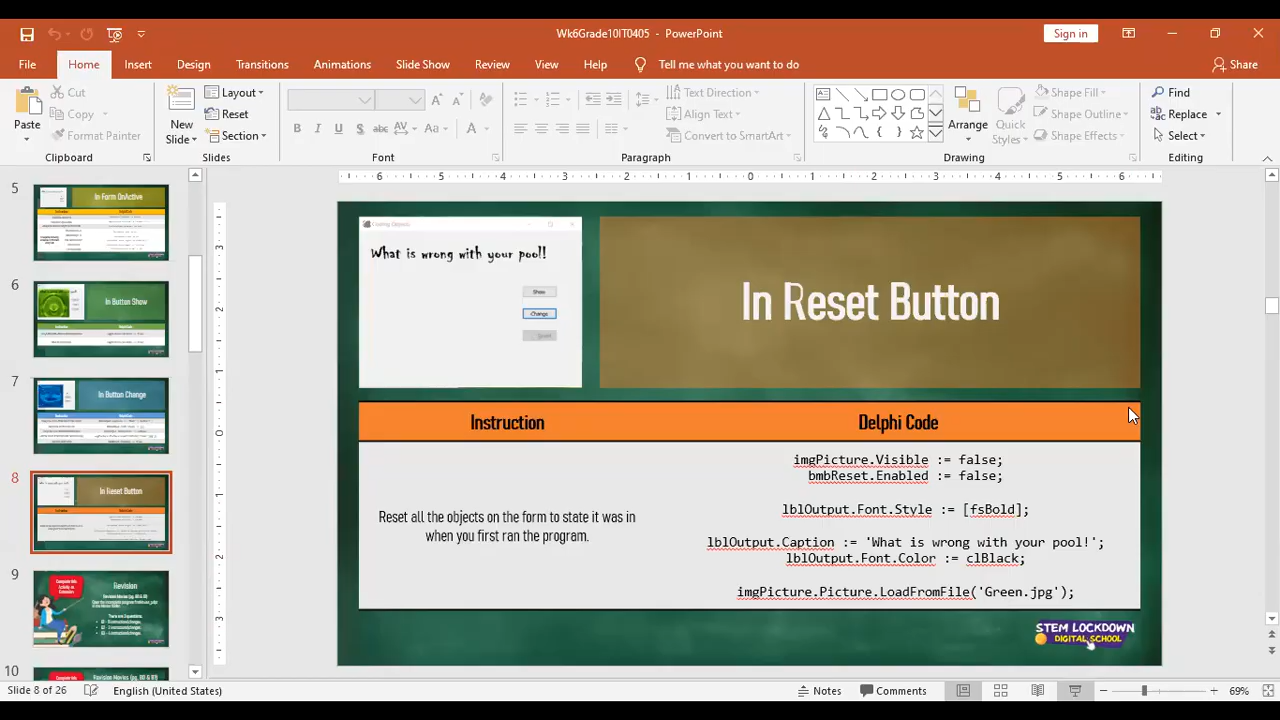 Wk6Grade10IT0405 - PowerPoint
Sign in
File Home Insert Design Transitions Animations Slide Show Review View Help Tell me what you want to do Share
Paste
Cut
Copy
Format Painter
Clipboard
New Slide
Layout
Reset
Section
Slides
Font
Text Direction
Align Text
Convert to SmartArt
Paragraph
Arrange
Quick Styles
Shape Fill
Shape Outline
Shape Effects
Drawing
Find
Replace
Select
Editing
5
In Form OnActive
6
In Button Show
7
In Button Change
8
In Reset Button
9
Revision
10
What is wrong with your pool!
Show
Change
In Reset Button
Instruction Delphi Code
Reset all the objects on the form to state it was in
when you first ran the program.
imgPicture.Visible := false;
bmbReset.Enabled := false;
lblOutput.Font.Style := [fsBold];
lblOutput.Caption := 'What is wrong with your pool!';
lblOutput.Font.Color := clBlack;
imgPicture.Picture.LoadFromFile('Green.jpg');
STEM LOCKDOWN
DIGITAL SCHOOL
Slide 8 of 26 English (United States) Notes Comments 69%